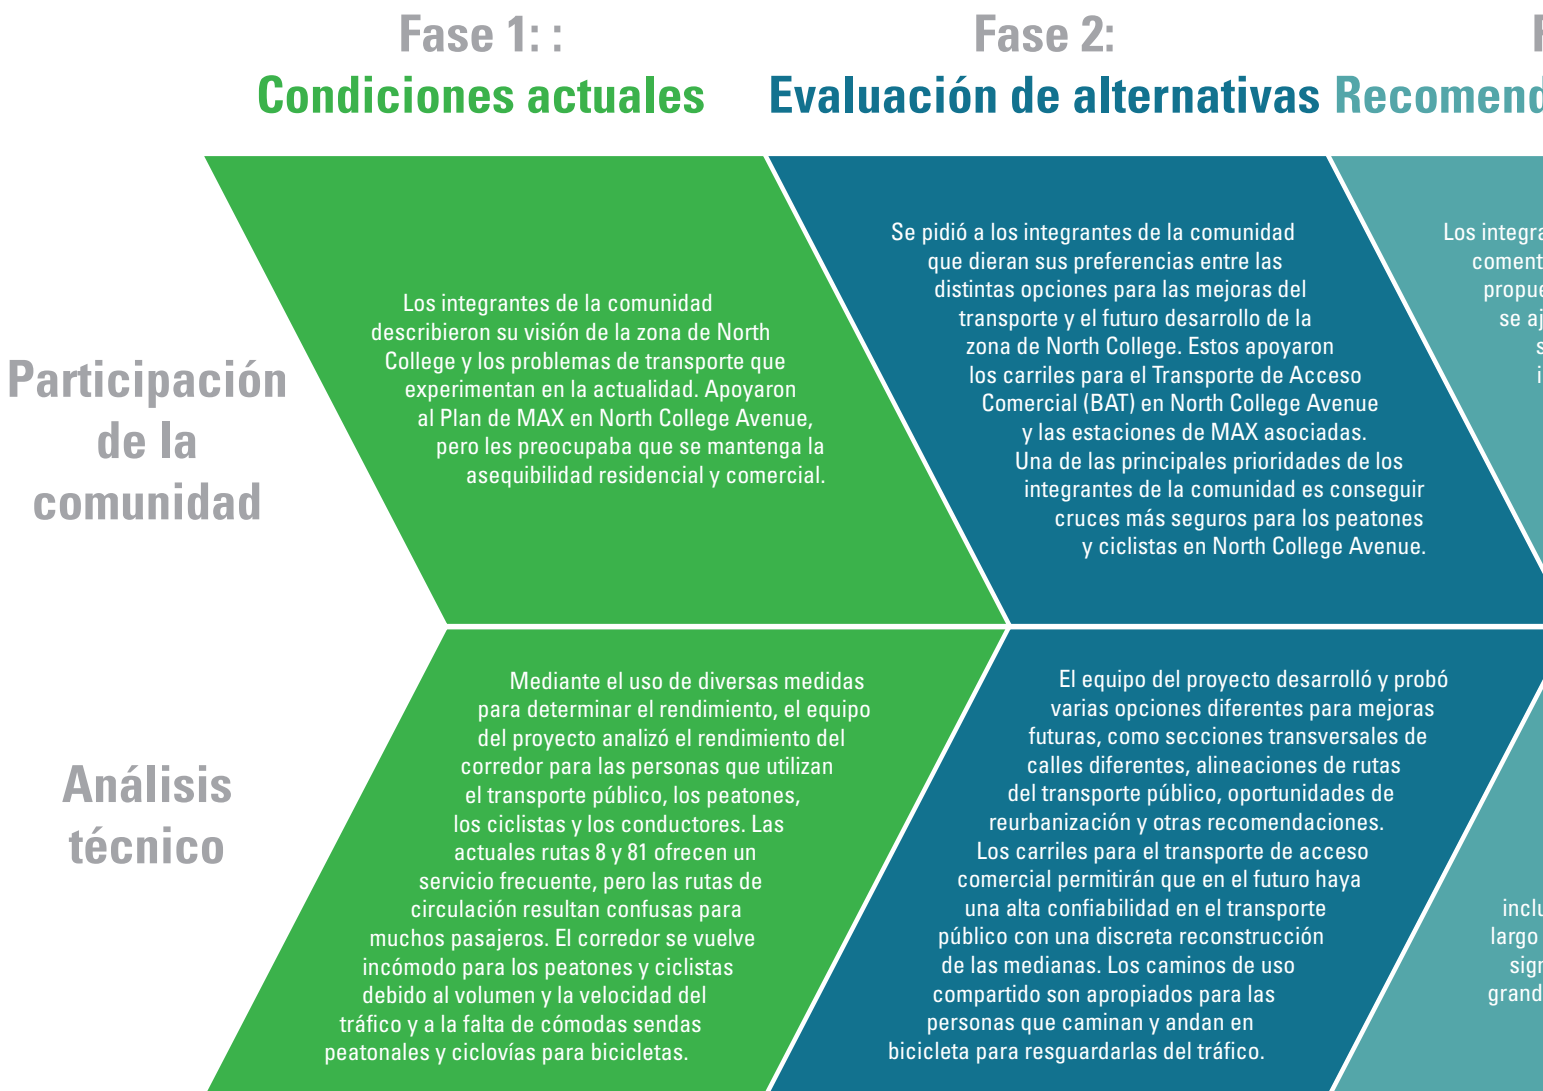 Fase 1: :
Condiciones actuales
Fase 2:
Evaluación de alternativas
Participación
de la
comunidad
Los integrantes de la comunidad
describieron su visión de la zona de North
College y los problemas de transporte que
experimentan en la actualidad. Apoyaron
al Plan de MAX en North College Avenue,
pero les preocupaba que se mantenga la
asequibilidad residencial y comercial.
Se pidió a los integrantes de la comunidad
que dieran sus preferencias entre las
distintas opciones para las mejoras del
transporte y el futuro desarrollo de la
zona de North College. Estos apoyaron
los carriles para el Transporte de Acceso
Comercial (BAT) en North College Avenue
y las estaciones de MAX asociadas.
Una de las principales prioridades de los
integrantes de la comunidad es conseguir
cruces más seguros para los peatones
y ciclistas en North College Avenue.
Los
se
Análisis
técnico
Mediante el uso de diversas medidas
para determinar el rendimiento, el equipo
del proyecto analizó el rendimiento del
corredor para las personas que utilizan
el transporte público, los peatones,
los ciclistas y los conductores. Las
actuales rutas 8 y 81 ofrecen un
servicio frecuente, pero las rutas de
circulación resultan confusas para
muchos pasajeros. El corredor se vuelve
incómodo para los peatones y ciclistas
debido al volumen y la velocidad del
tráfico y a la falta de cómodas sendas
peatonales y ciclovías para bicicletas.
El equipo del proyecto desarrolló y probó
varias opciones diferentes para mejoras
futuras, como secciones transversales de
calles diferentes, alineaciones de rutas
del transporte público, oportunidades de
reurbanización y otras recomendaciones.
Los carriles para el transporte de acceso
comercial permitirán que en el futuro haya
una alta confiabilidad en el transporte
público con una discreta reconstrucción
de las medianas. Los caminos de uso
compartido son apropiados para las
personas que caminan y andan en
bicicleta para resguardarlas del tráfico.
largo